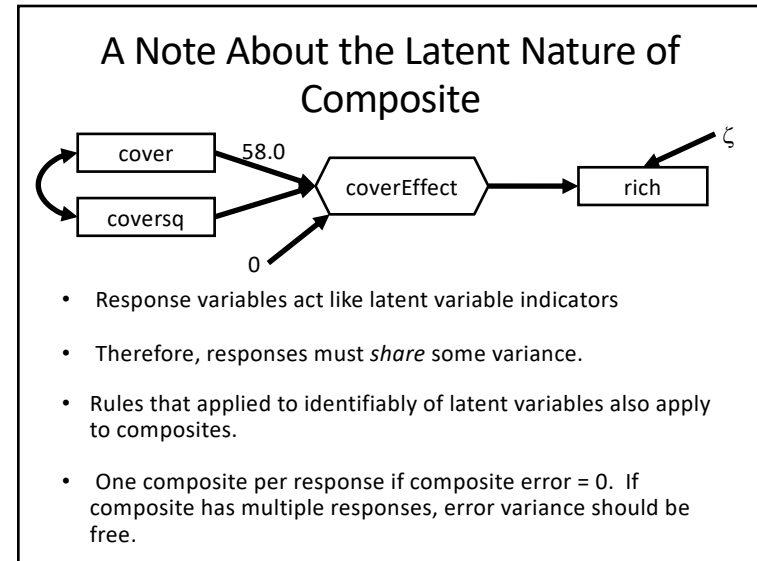 A Note About the Latent Nature of
Composite
cover
58.0
coversq
coverEffect
rich
ζ
0
• Response variables act like latent variable indicators
• Therefore, responses must share some variance.
• Rules that applied to identifiably of latent variables also apply
to composites.
• One composite per response if composite error = 0. If
composite has multiple responses, error variance should be
free.